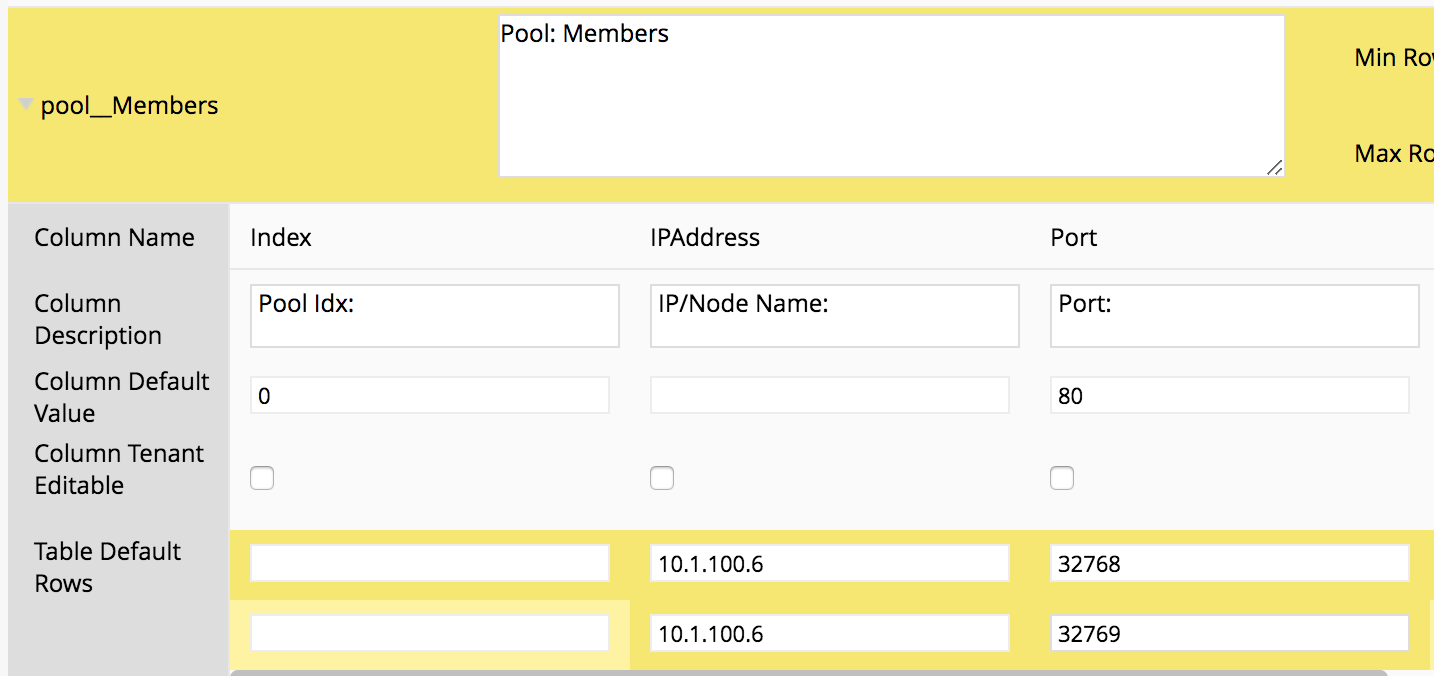 Pool: Members
Min Ro
pool__Members
Max Ro
Column Name Index IPAddress Port
Column Description Pool Idx: IP/Node Name: Port:
Column Default Value 0 80
Column Tenant Editable
Table Default Rows 10.1.100.6 32768
10.1.100.6 32769